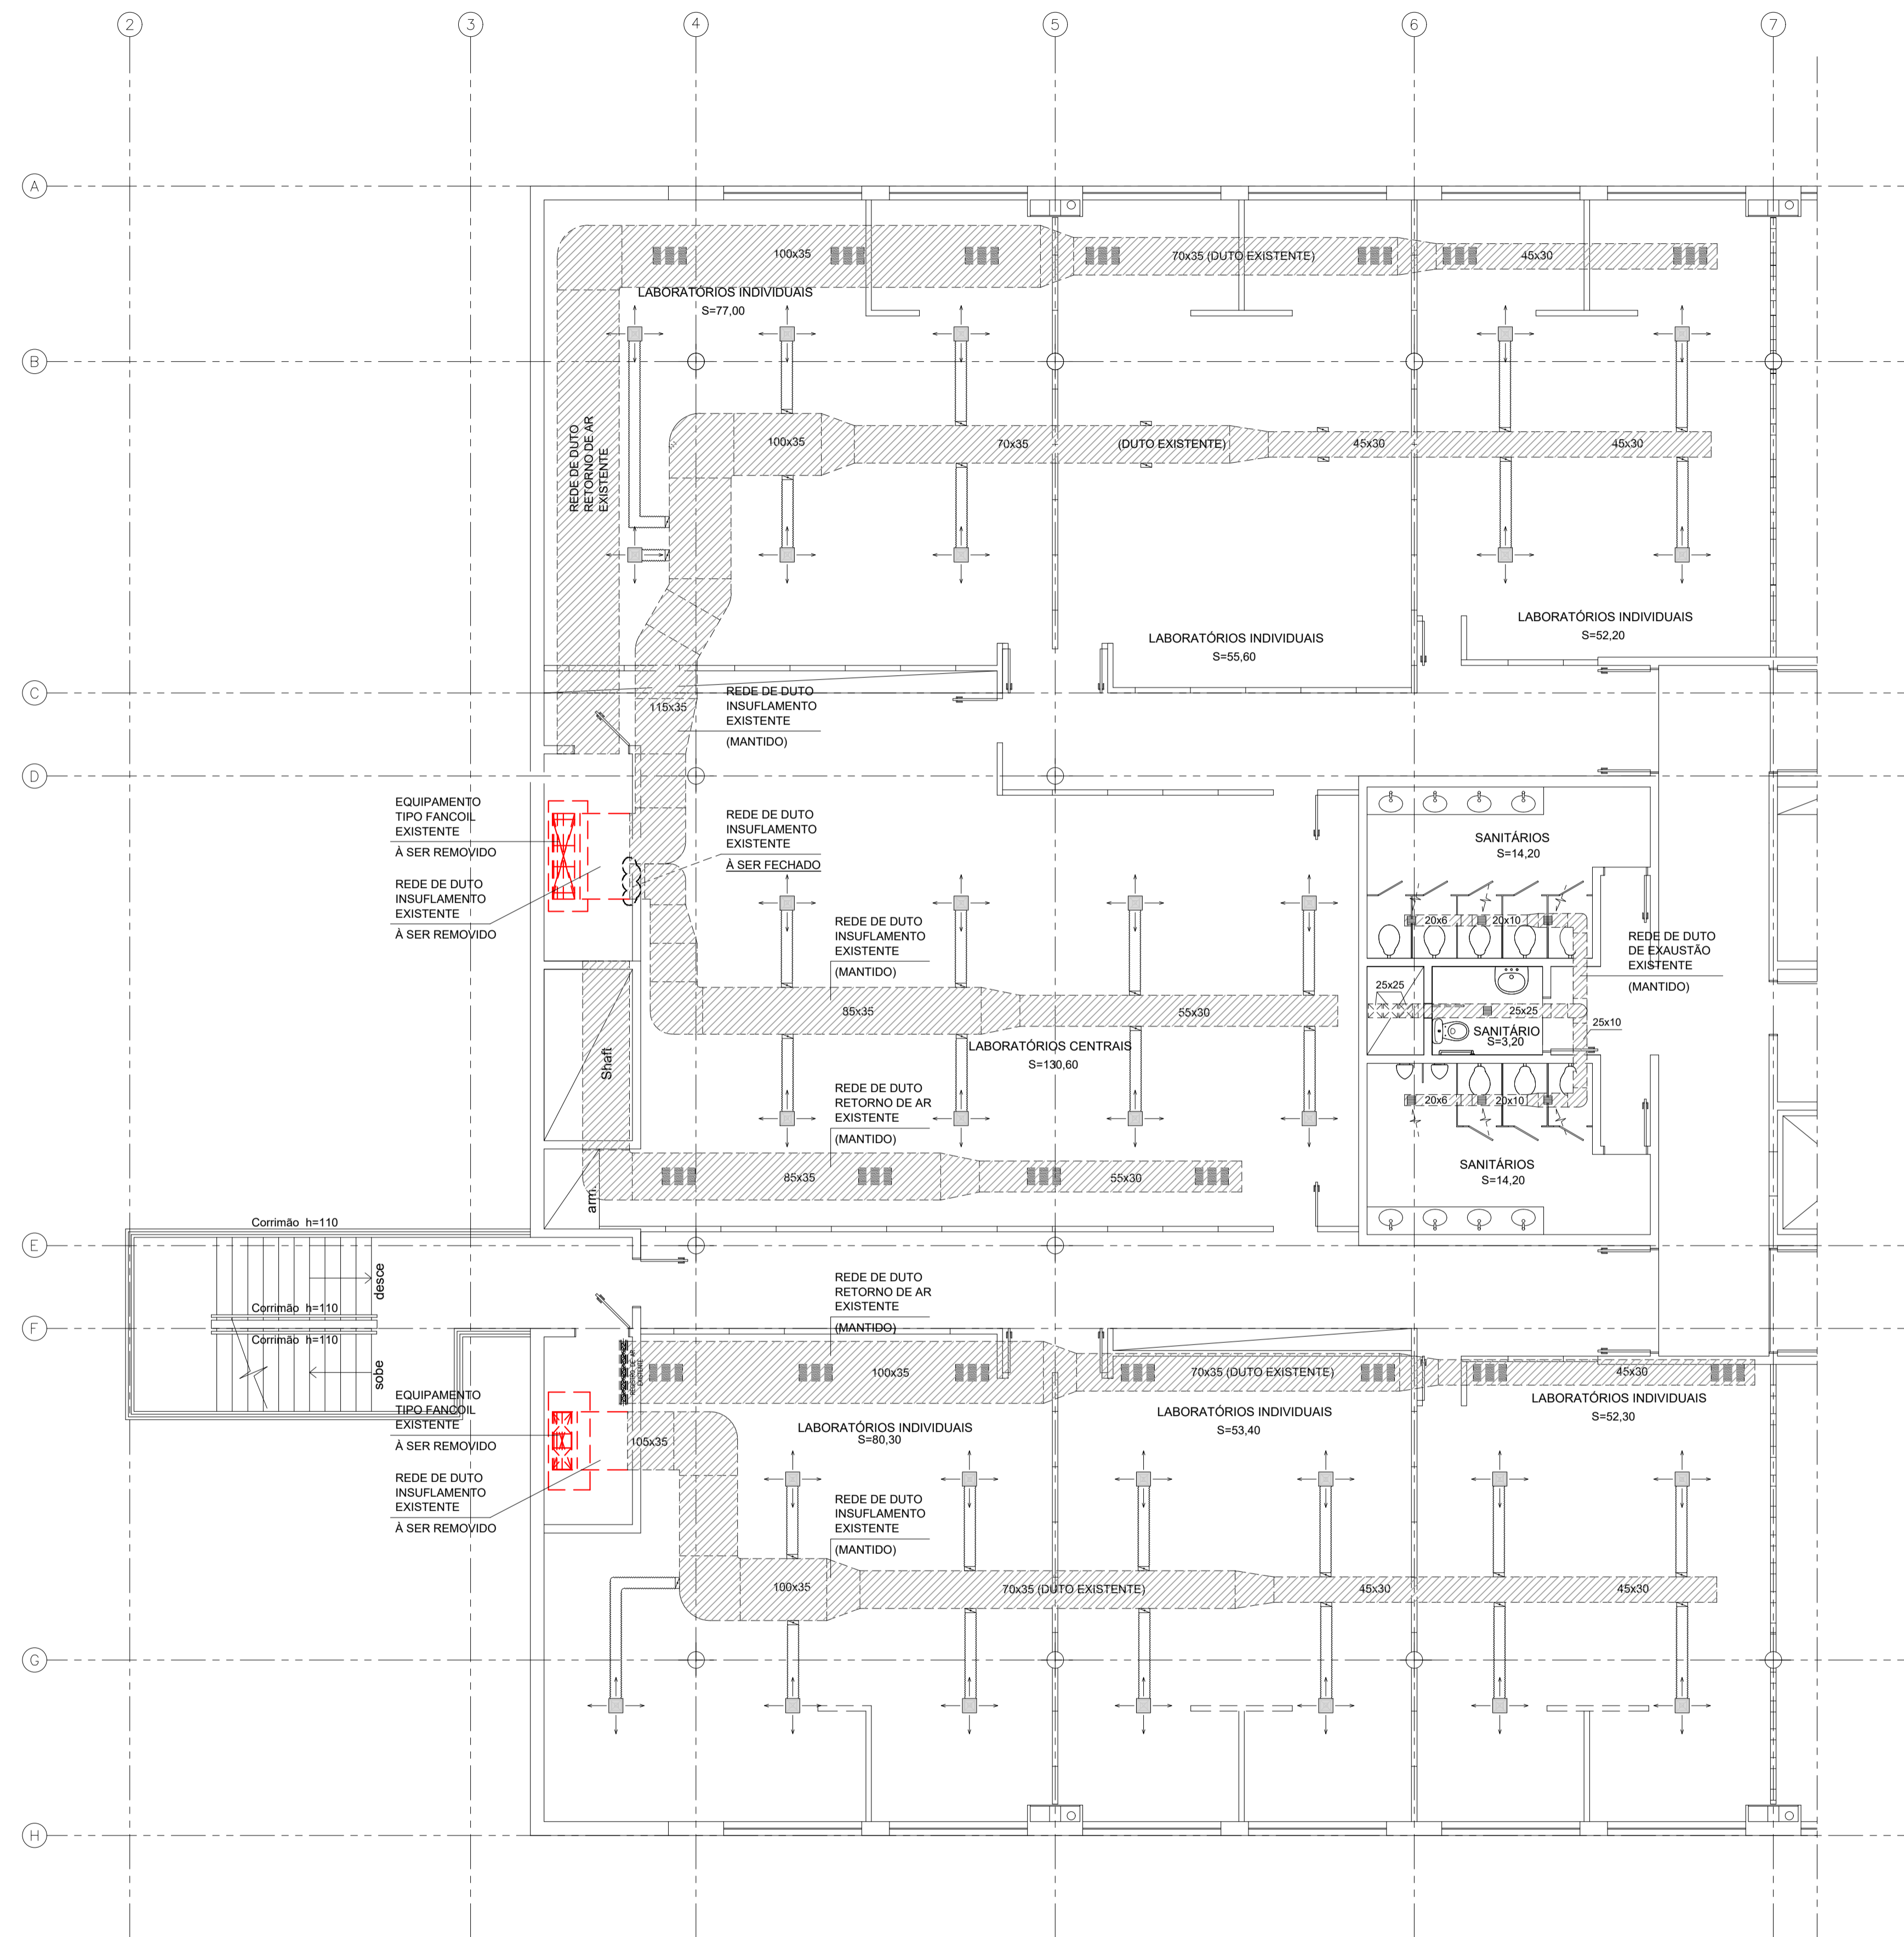 2
3
4
5
6
7
A
100x35
70x35 (DUTO EXISTENTE)
45x30
LABORATÓRIOS INDIVIDUAIS
S=77,00
B
REDE DE DUTO
RETORNO DE AR
EXISTENTE
100x35
70x35
(DUTO EXISTENTE)
45x30
45x30
LABORATÓRIOS INDIVIDUAIS
S=55,60
LABORATÓRIOS INDIVIDUAIS
S=52,20
C
115x35
REDE DE DUTO
INSUFLAMENTO
EXISTENTE
(MANTIDO)
D
EQUIPAMENTO
TIPO FANCOIL
EXISTENTE
À SER REMOVIDO
REDE DE DUTO
INSUFLAMENTO
EXISTENTE
À SER FECHADO
REDE DE DUTO
INSUFLAMENTO
EXISTENTE
À SER REMOVIDO
SANITÁRIOS
S=14,20
20x6
20x10
REDE DE DUTO
INSUFLAMENTO
EXISTENTE
(MANTIDO)
REDE DE DUTO
DE EXAUSTÃO
EXISTENTE
(MANTIDO)
25x25
25x25
25x10
85x35
55x30
SANITÁRIO
S=3,20
LABORATÓRIOS CENTRAIS
S=130,60
Shaft
REDE DE DUTO
RETORNO DE AR
EXISTENTE
(MANTIDO)
20x6
20x10
85x35
55x30
SANITÁRIOS
S=14,20
arm.
Corrimão h=110
E
desce
REDE DE DUTO
RETORNO DE AR
EXISTENTE
(MANTIDO)
Corrimão h=110
F
Corrimão h=110
sobe
REGISTRO DE AR
EXISTENTE
100x35
70x35 (DUTO EXISTENTE)
45x30
EQUIPAMENTO
TIPO FANCOIL
EXISTENTE
À SER REMOVIDO
LABORATÓRIOS INDIVIDUAIS
S=80,30
LABORATÓRIOS INDIVIDUAIS
S=53,40
LABORATÓRIOS INDIVIDUAIS
S=52,30
105x35
REDE DE DUTO
INSUFLAMENTO
EXISTENTE
À SER REMOVIDO
REDE DE DUTO
INSUFLAMENTO
EXISTENTE
(MANTIDO)
100x35
70x35 (DUTO EXISTENTE)
45x30
45x30
G
H